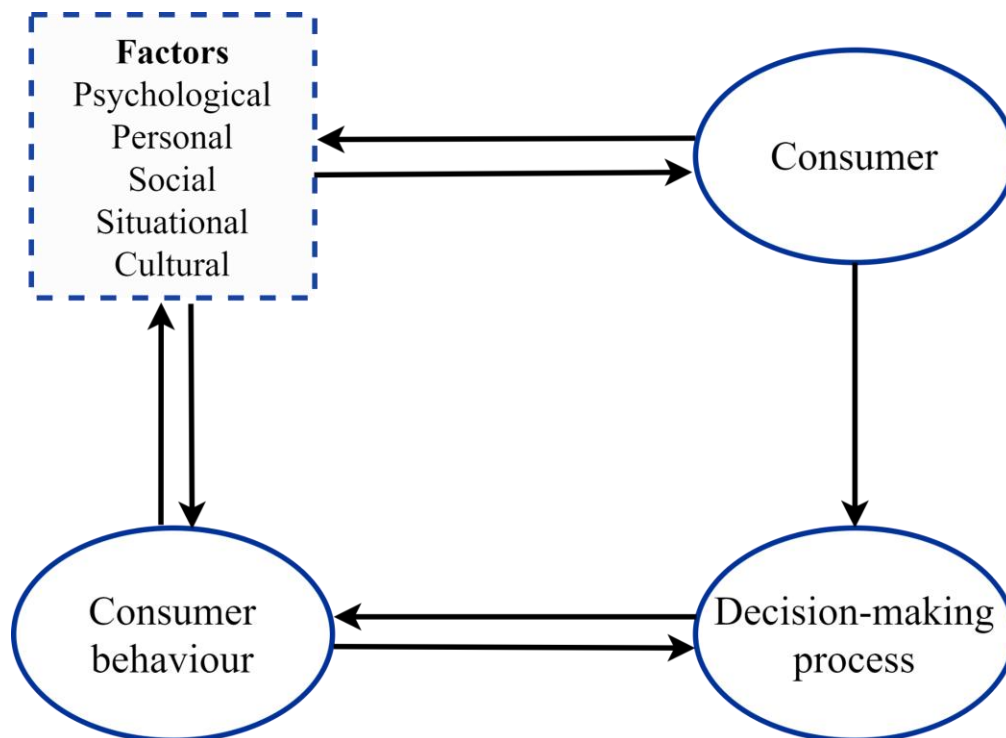 Factors
Psychological
Personal
Social
Situational
Cultural
Consumer
Consumer
behaviour
Decision-making
process